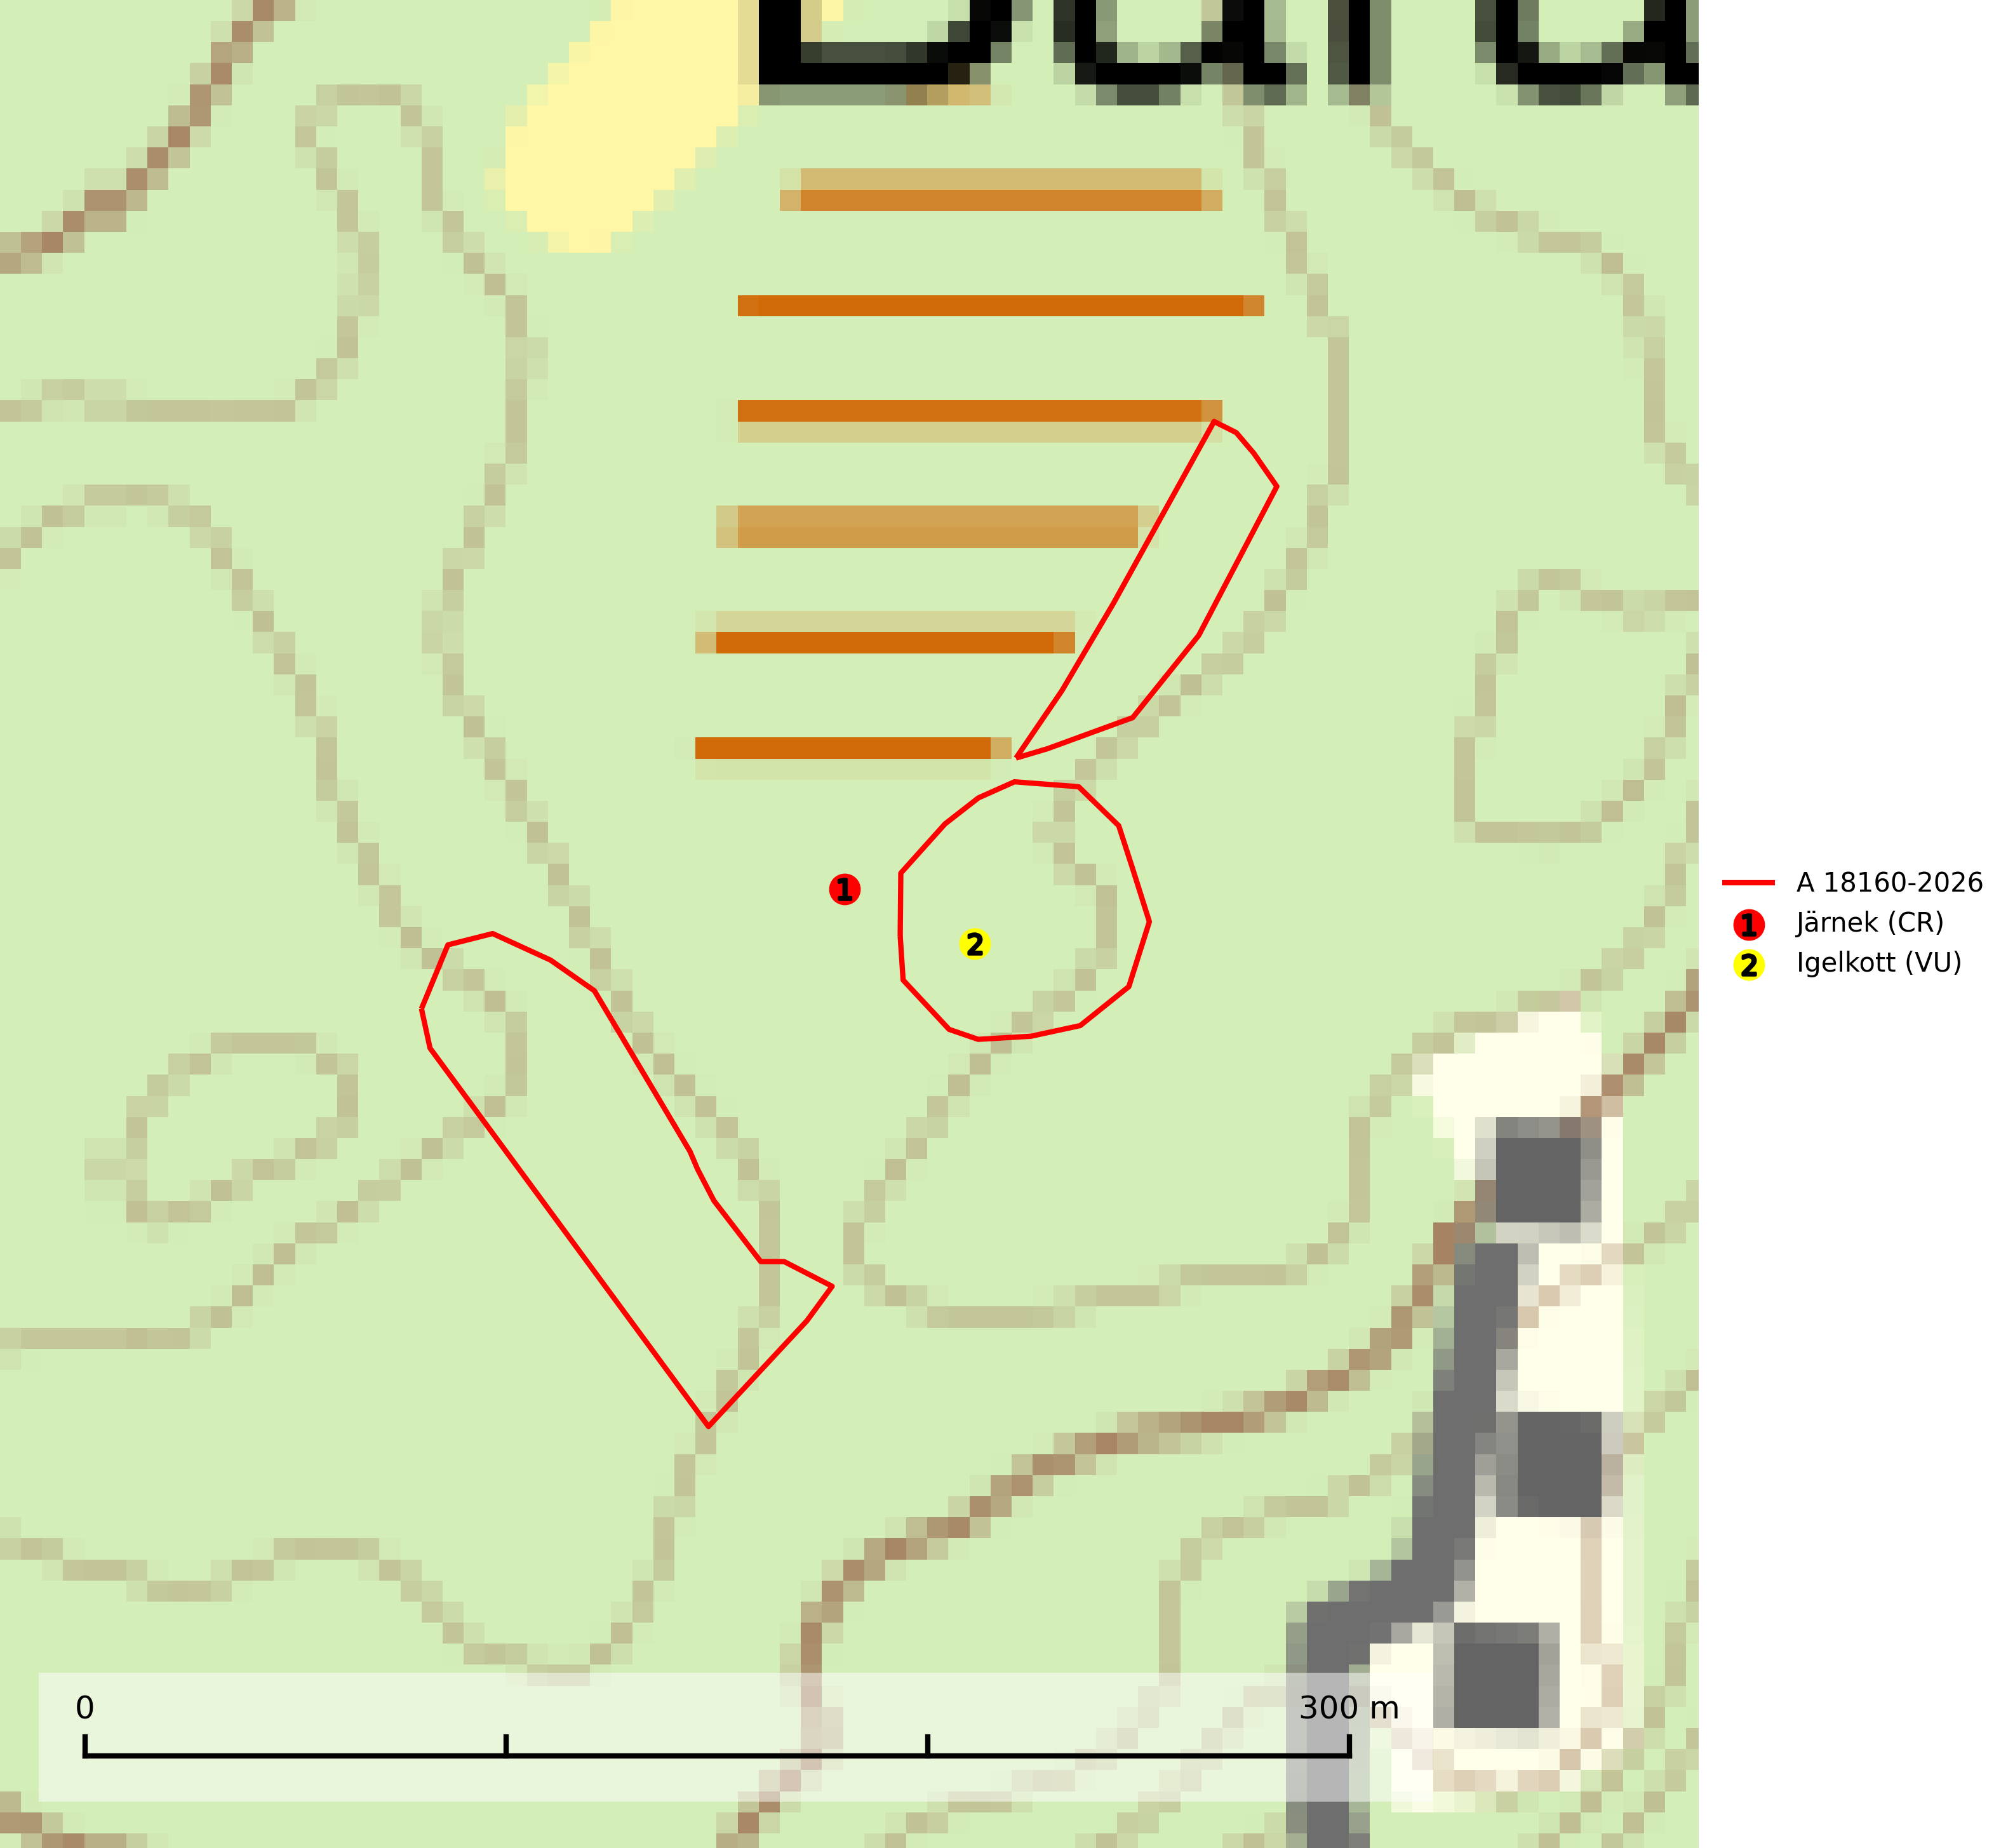 1
2
A 18160-2026
1 Järnek (CR)
2 Igelkott (VU)
0 300 m